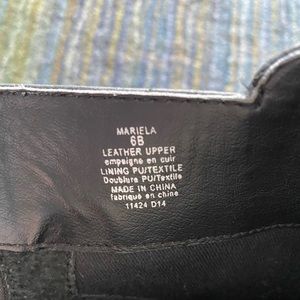 MARIELA
6B
LEATHER UPPER
empeigne en cuir
LINING PU/TEXTILE
Doublure PU/Textile
MADE IN CHINA
fabriqué en chine
11424 D14